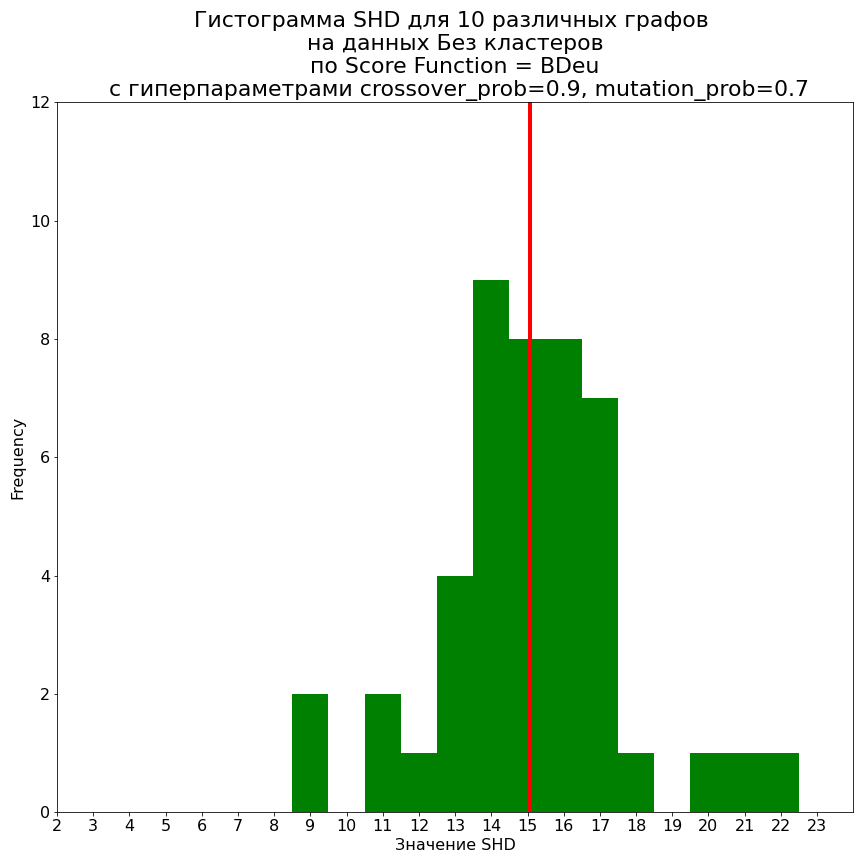 Гистограмма SHD для 10 различных графов
на данных Без кластеров
по Score Function = BDeu
с гиперпараметрами crossover_prob=0.9, mutation_prob=0.7
12
10
8
6
4
2
0
Frequency
2 3 4 5 6 7 8 9 10 11 12 13 14 15 16 17 18 19 20 21 22 23
Значение SHD